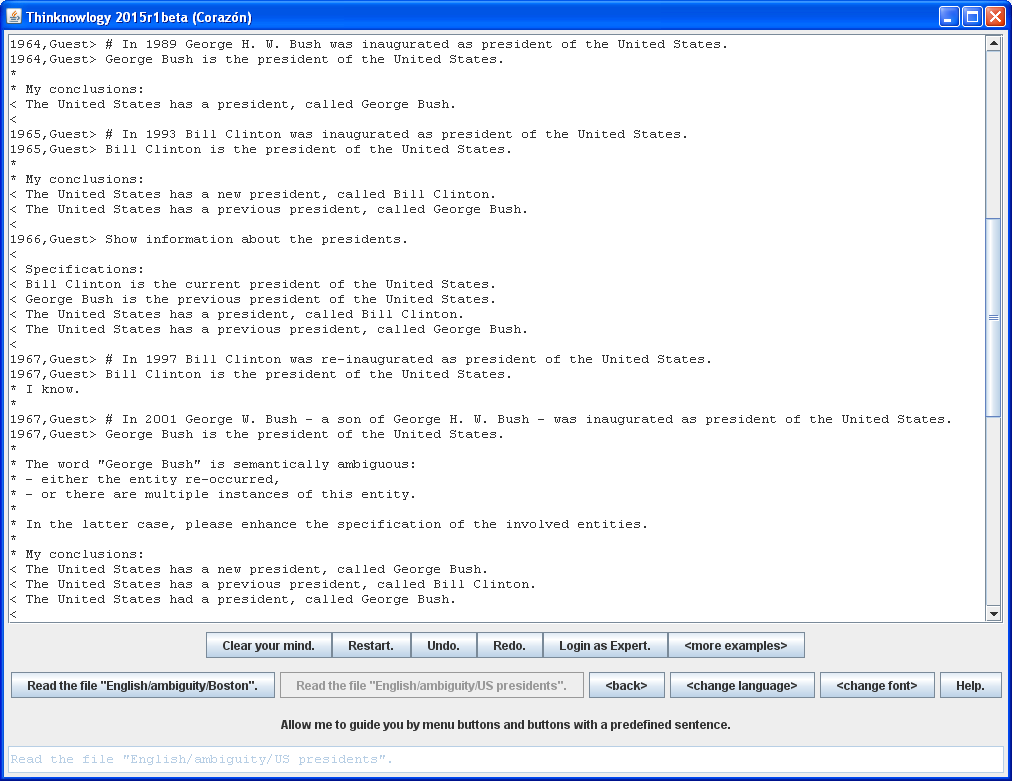 Thinknowlogy 2015r1beta (Corazón)
1964,Guest> # In 1989 George H. W. Bush was inaugurated as president of the United States.
1964,Guest> George Bush is the president of the United States.
*
* My conclusions:
< The United States has a president, called George Bush.
<
1965,Guest> # In 1993 Bill Clinton was inaugurated as president of the United States.
1965,Guest> Bill Clinton is the president of the United States.
*
* My conclusions:
< The United States has a new president, called Bill Clinton.
< The United States has a previous president, called George Bush.
<
1966,Guest> Show information about the presidents.
<
< Specifications:
< Bill Clinton is the current president of the United States.
< George Bush is the previous president of the United States.
< The United States has a president, called Bill Clinton.
< The United States has a previous president, called George Bush.
<
1967,Guest> # In 1997 Bill Clinton was re-inaugurated as president of the United States.
1967,Guest> Bill Clinton is the president of the United States.
* I know.
*
1967,Guest> # In 2001 George W. Bush - a son of George H. W. Bush - was inaugurated as president of the United States.
1967,Guest> George Bush is the president of the United States.
*
* The word "George Bush" is semantically ambiguous:
* - either the entity re-occurred,
* - or there are multiple instances of this entity.
*
* In the latter case, please enhance the specification of the involved entities.
*
* My conclusions:
< The United States has a new president, called George Bush.
< The United States has a previous president, called Bill Clinton.
< The United States had a president, called George Bush.
<
Clear your mind. Restart. Undo. Redo. Login as Expert. <more examples>
Read the file "English/ambiguity/Boston". Read the file "English/ambiguity/US presidents". <back> <change language> <change font> Help.
Allow me to guide you by menu buttons and buttons with a predefined sentence.
Read the file "English/ambiguity/US presidents".